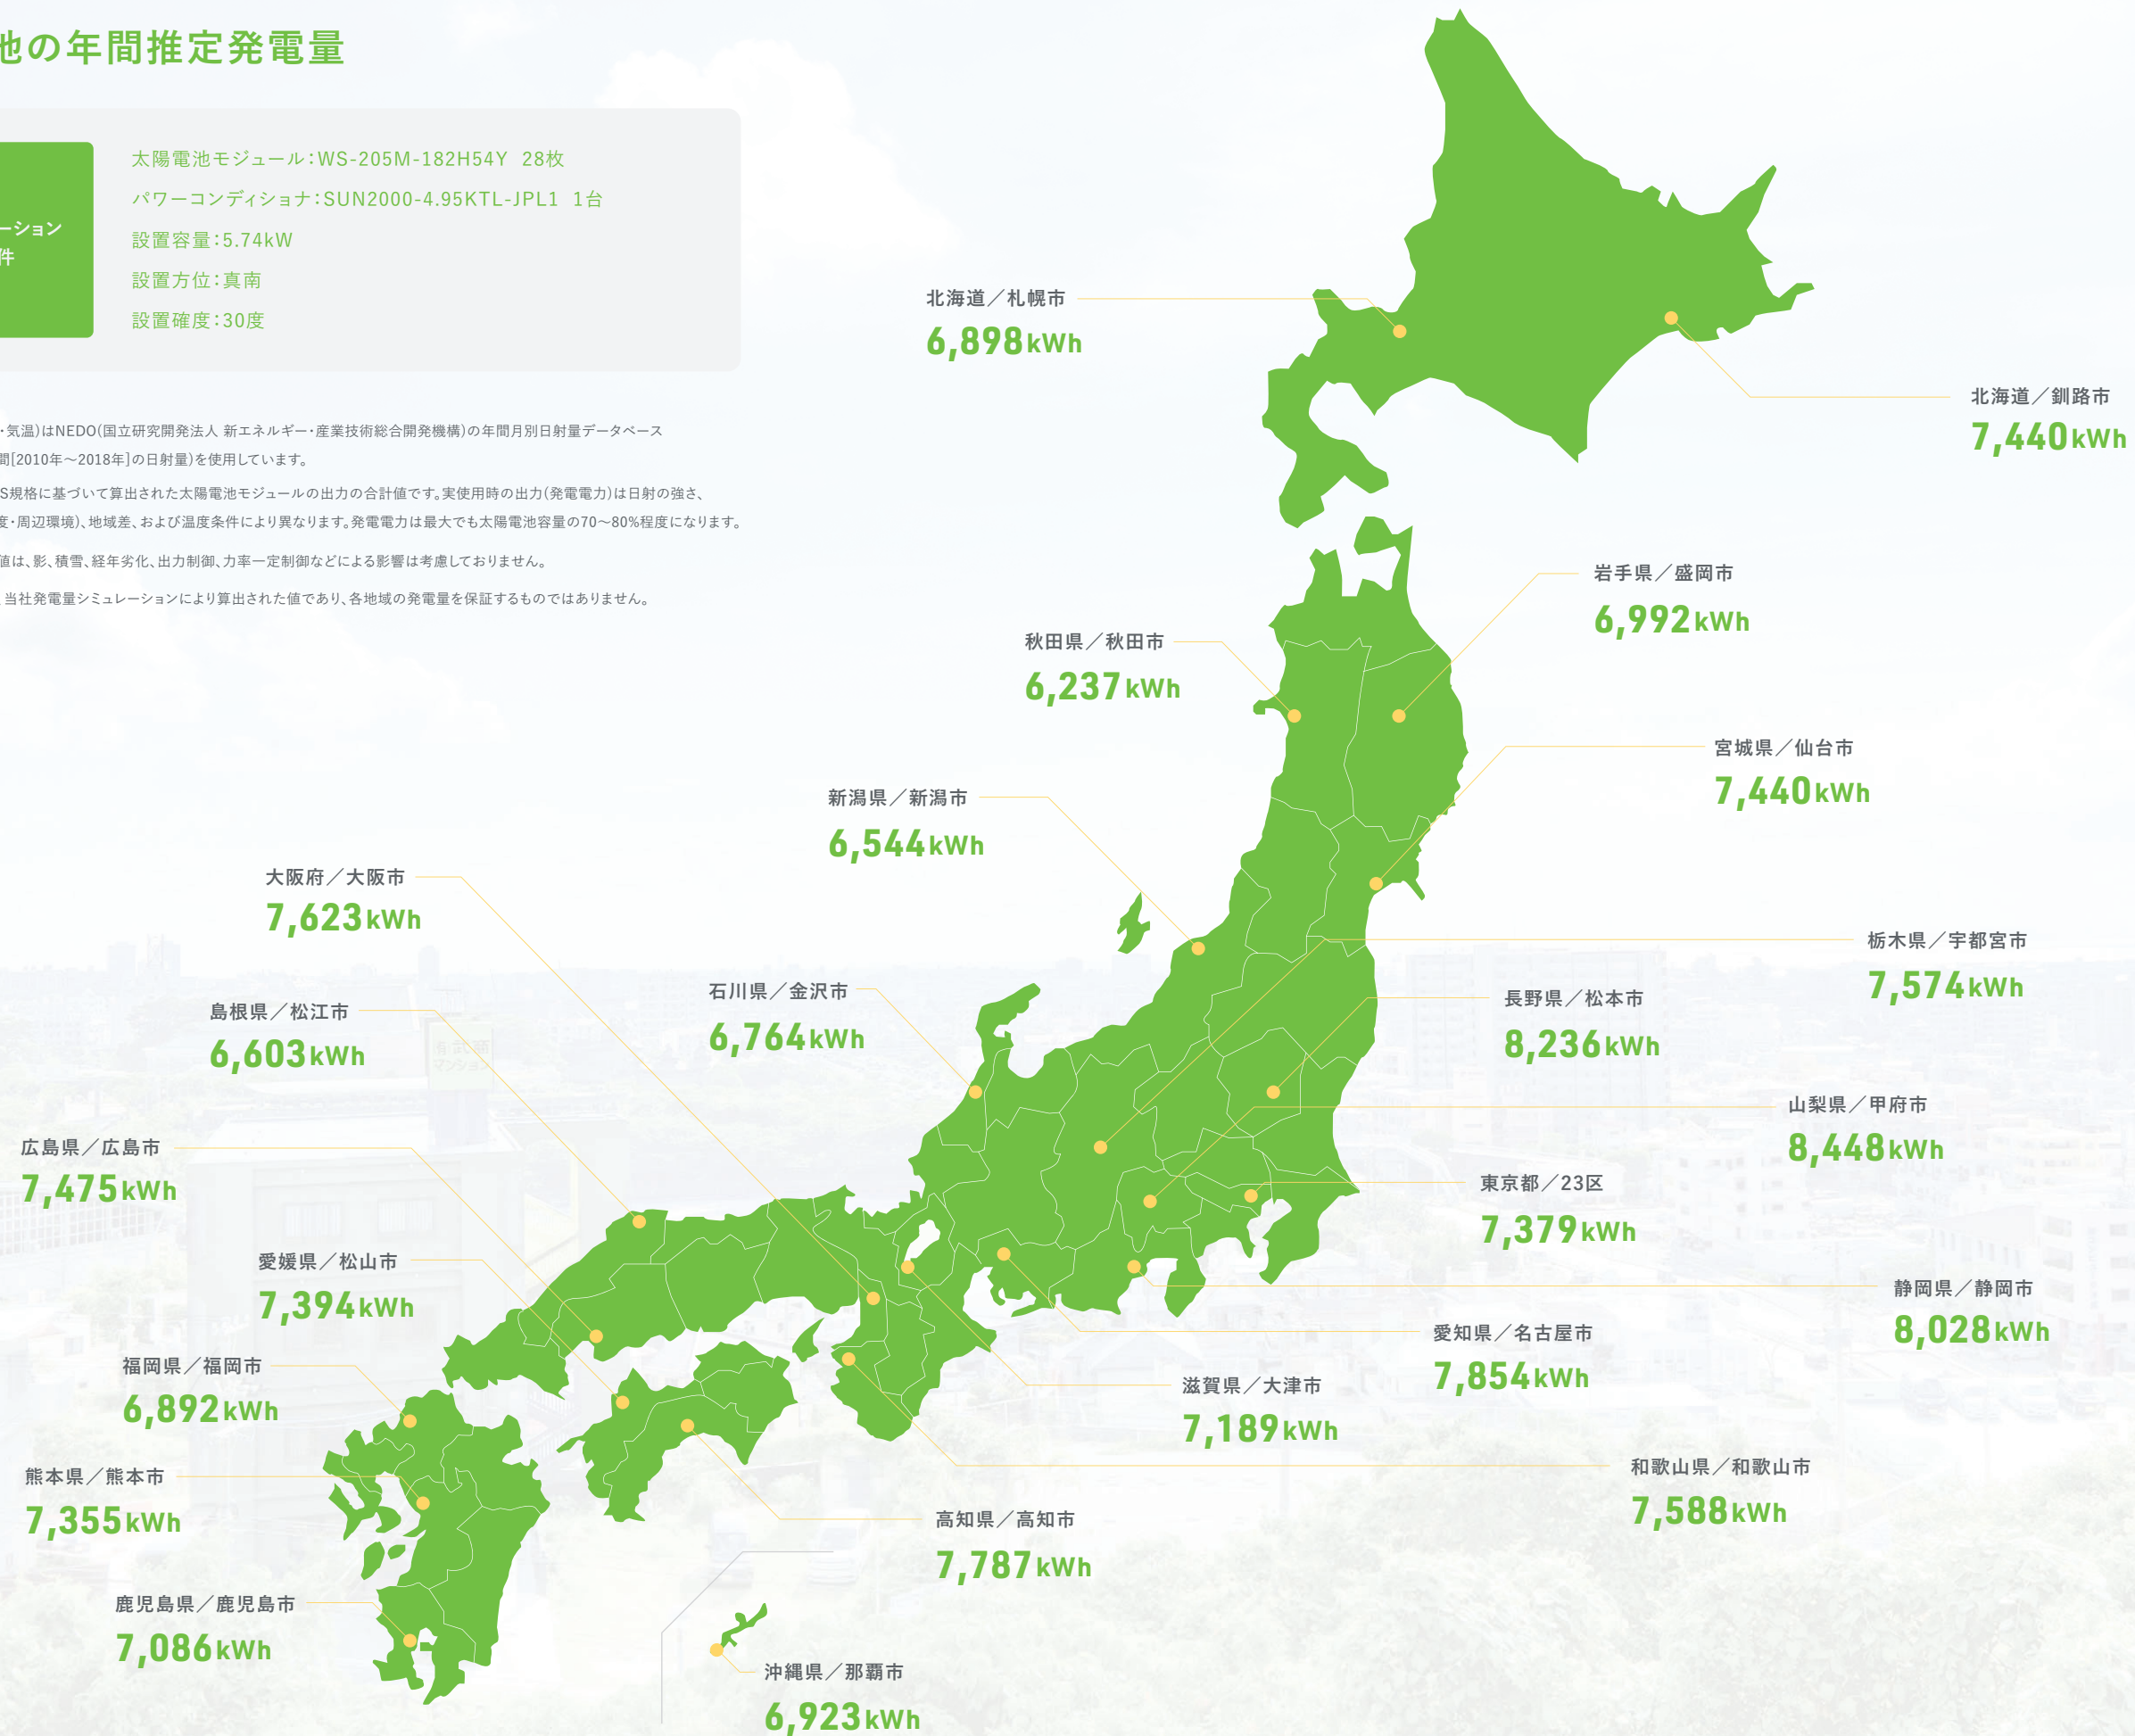 池の年間推定発電量
ーション
件
太陽電池モジュール：WS-205M-182H54Y 28枚
パワーコンディショナ：SUN2000-4.95KTL-JPL1 1台
設置容量：5.74kW
設置方位：真南
設置確度：30度
・気温)はNEDO(国立研究開発法人 新エネルギー・産業技術総合開発機構)の年間月別日射量データベース
間[2010年～2018年]の日射量)を使用しています。
S規格に基づいて算出された太陽電池モジュールの出力の合計値です。実使用時の出力(発電電力)は日射の強さ、
度・周辺環境)、地域差、および温度条件により異なります。発電電力は最大でも太陽電池容量の70～80%程度になります。
値は、影、積雪、経年劣化、出力制御、力率一定制御などによる影響は考慮しておりません。
、当社発電量シミュレーションにより算出された値であり、各地域の発電量を保証するものではありません。
北海道／札幌市
6,898kWh
北海道／釧路市
7,440kWh
岩手県／盛岡市
6,992kWh
秋田県／秋田市
6,237kWh
宮城県／仙台市
7,440kWh
新潟県／新潟市
6,544kWh
大阪府／大阪市
7,623kWh
栃木県／宇都宮市
7,574kWh
石川県／金沢市
6,764kWh
長野県／松本市
8,236kWh
島根県／松江市
6,603kWh
山梨県／甲府市
8,448kWh
広島県／広島市
7,475kWh
東京都／23区
7,379kWh
愛媛県／松山市
7,394kWh
静岡県／静岡市
8,028kWh
愛知県／名古屋市
7,854kWh
福岡県／福岡市
6,892kWh
滋賀県／大津市
7,189kWh
和歌山県／和歌山市
7,588kWh
熊本県／熊本市
7,355kWh
高知県／高知市
7,787kWh
鹿児島県／鹿児島市
7,086kWh
沖縄県／那覇市
6,923kWh
マンション